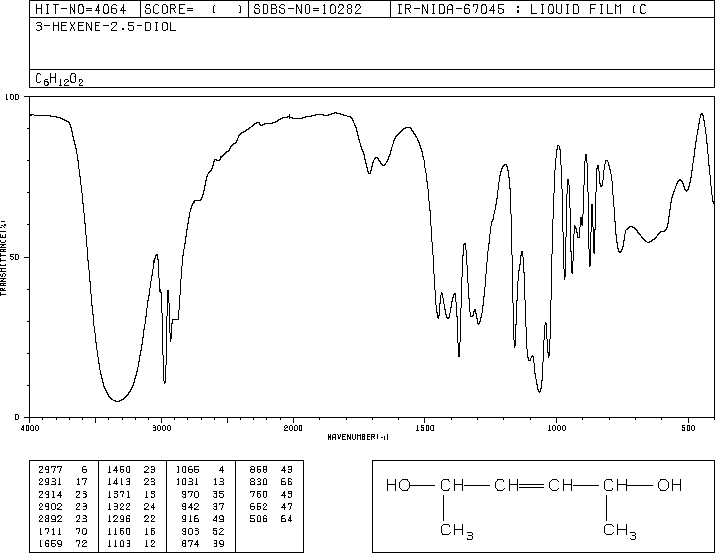 HIT-NO=4064 SCORE= ( ) SDBS-NO=10282 IR-NIDA-67045 : LIQUID FILM (C
3-HEXENE-2,5-DIOL
C6H12O2
100
TRANSMITTANCE(%)
50
0
4000 3000 2000 1500 1000 500
WAVENUMBER(-1)
2977 6 1450 29 1066 4 868 49
2931 17 1413 23 1031 13 830 66
2914 23 1371 15 970 35 760 49
2902 29 1322 24 942 37 652 47
2892 23 1296 22 916 49 506 64
1711 70 1160 16 903 52
1659 72 1103 12 874 39
HO CH CH CH CH OH
CH3 CH3